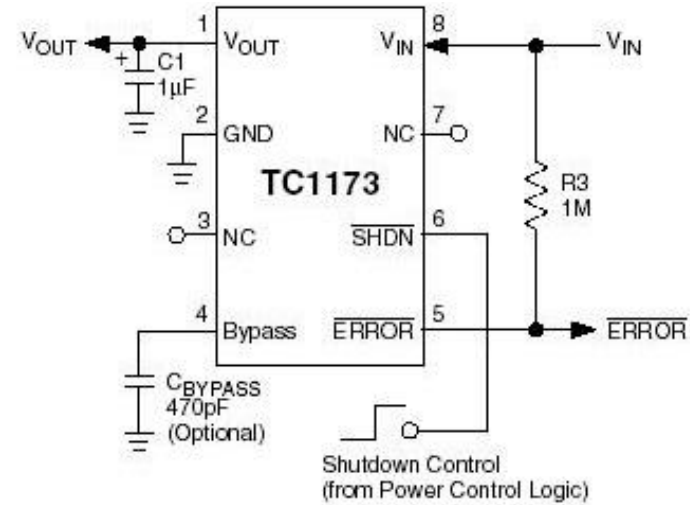 1
8
VOUT
VOUT
VIN
VIN
+
C1
1µF
2
7
GND
NC
TC1173
R3
1M
3
6
NC
SHDN
4
5
Bypass
ERROR
ERROR
CBYPASS
470pF
(Optional)
Shutdown Control
(from Power Control Logic)